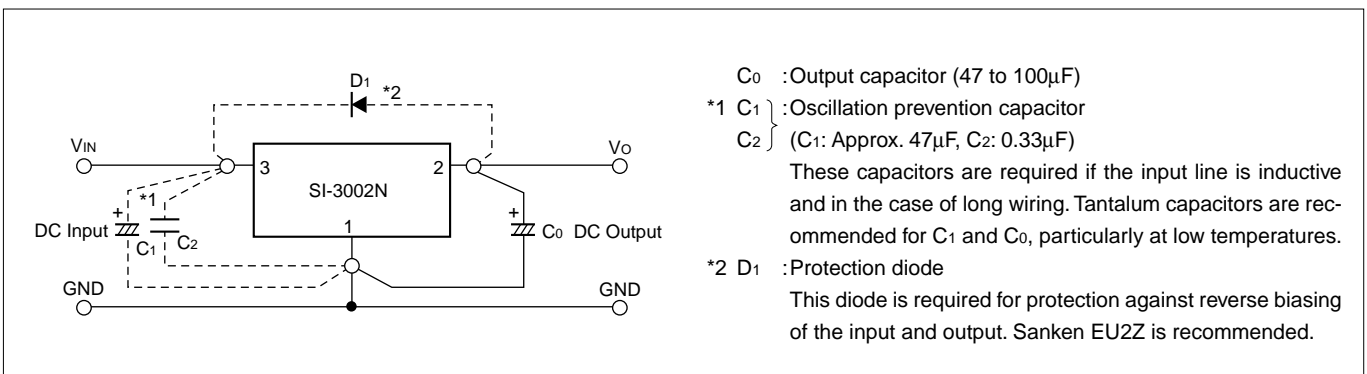 D1
*2
VIN
VO
3
2
SI-3002N
*1
1
+
+
DC Input
C1
C2
C0 DC Output
GND
GND
C0 :Output capacitor (47 to 100µF)
*1 C1 :Oscillation prevention capacitor
C2 (C1: Approx. 47µF, C2: 0.33µF)
These capacitors are required if the input line is inductive
and in the case of long wiring. Tantalum capacitors are rec-
ommended for C1 and C0, particularly at low temperatures.
*2 D1 :Protection diode
This diode is required for protection against reverse biasing
of the input and output. Sanken EU2Z is recommended.